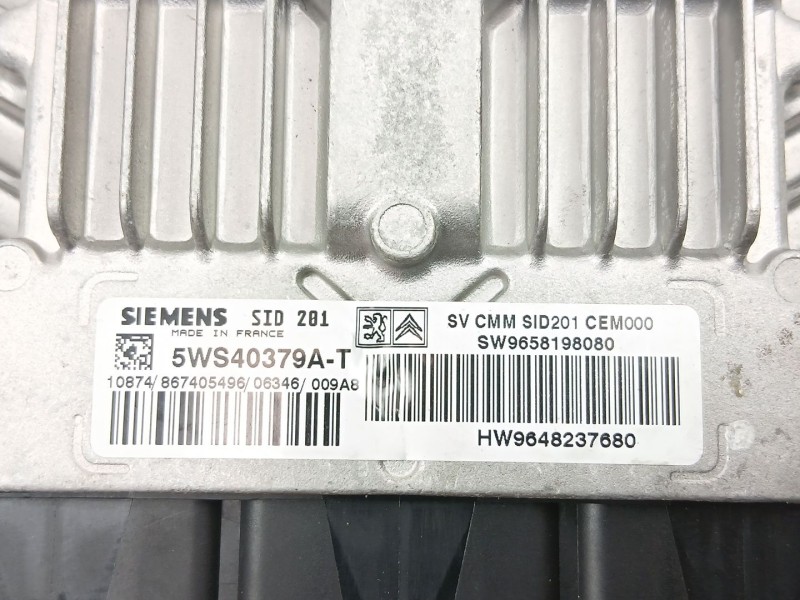 SIEMENS SID 201
MADE IN FRANCE
5WS40379A-T
10874/867405496/06346/009A8
SV CMM SID201 CEM000
SW9658198080
HW9648237680